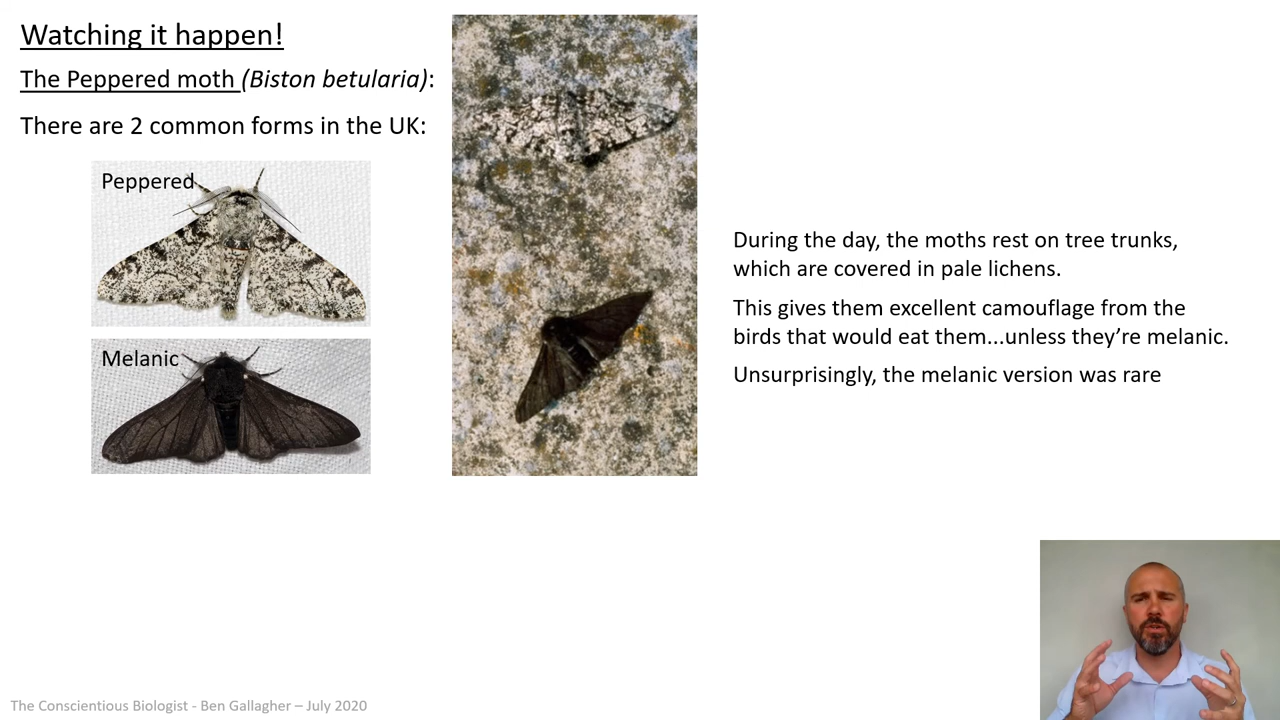 Watching it happen!
The Peppered moth (Biston betularia):
There are 2 common forms in the UK:
Peppered
Melanic
During the day, the moths rest on tree trunks,
which are covered in pale lichens.
This gives them excellent camouflage from the
birds that would eat them...unless they’re melanic.
Unsurprisingly, the melanic version was rare
The Conscientious Biologist - Ben Gallagher – July 2020